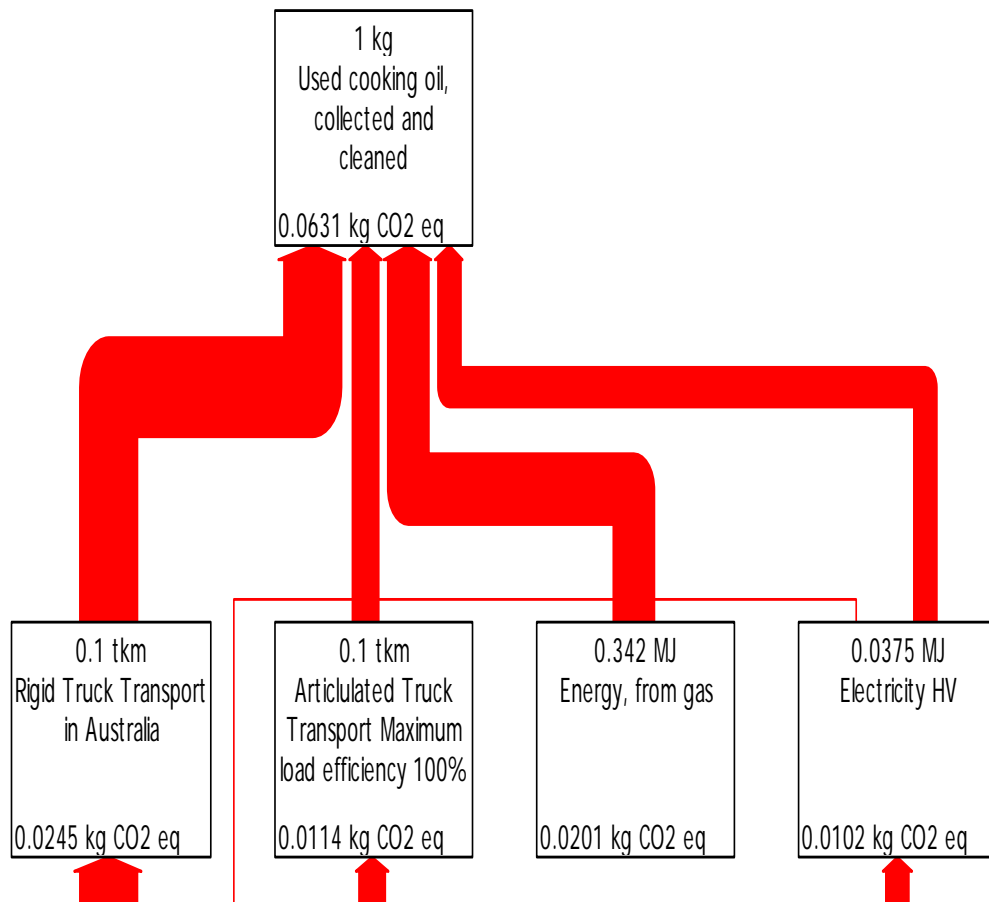 1 kg
Used cooking oil,
collected and
cleaned
0.0631 kg CO2 eq
0.1 tkm
Rigid Truck Transport
in Australia
0.0245 kg CO2 eq
0.1 tkm
Articlulated Truck
Transport Maximum
load efficiency 100%
0.0114 kg CO2 eq
0.342 MJ
Energy, from gas
0.0201 kg CO2 eq
0.0375 MJ
Electricity HV
0.0102 kg CO2 eq